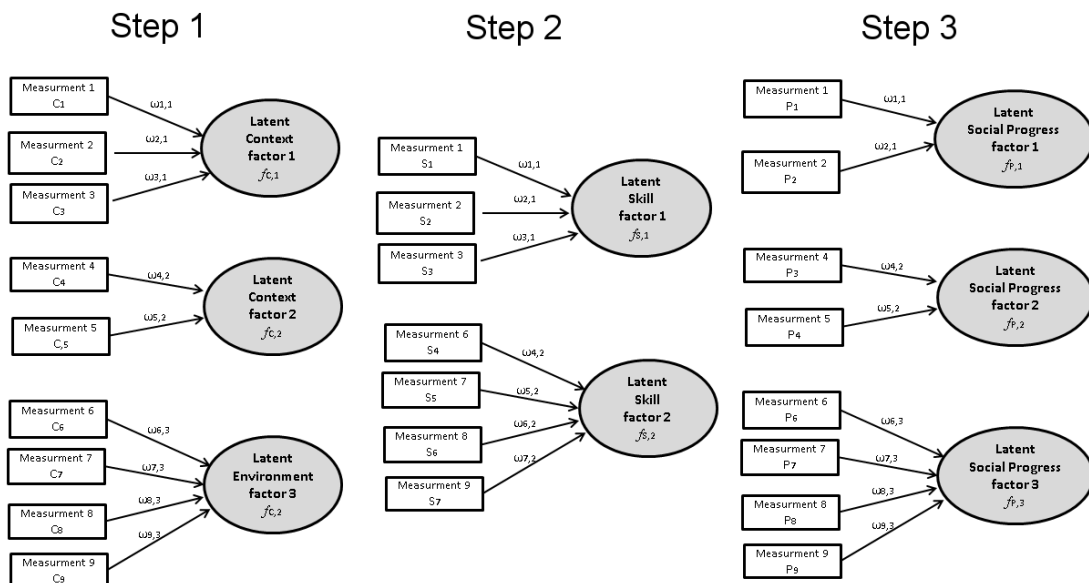 Step 1
Step 2
Step 3
Measurment 1
C1
ω1,1
Measurment 2
C2
ω2,1
Measurment 3
C3
ω3,1
Latent
Context
factor 1
fC,1
Measurment 4
C4
ω4,2
Measurment 5
C,5
ω5,2
Latent
Context
factor 2
fC,2
Measurment 6
C6
ω6,3
Measurment 7
C7
ω7,3
Measurment 8
C8
ω8,3
Measurment 9
C9
ω9,3
Latent
Environment
factor 3
fC,2
Measurment 1
S1
ω1,1
Measurment 2
S2
ω2,1
Measurment 3
S3
ω3,1
Latent
Skill
factor 1
fS,1
Measurment 6
S4
ω4,2
Measurment 7
S5
ω5,2
Measurment 8
S6
ω6,2
Measurment 9
S7
ω7,2
Latent
Skill
factor 2
fS,2
Measurment 1
P1
ω1,1
Measurment 2
P2
ω2,1
Latent
Social Progress
factor 1
fP,1
Measurment 4
P3
ω4,2
Measurment 5
P4
ω5,2
Latent
Social Progress
factor 2
fP,2
Measurment 6
P6
ω6,3
Measurment 7
P7
ω7,3
Measurment 8
P8
ω8,3
Measurment 9
P9
ω9,3
Latent
Social Progress
factor 3
fP,3